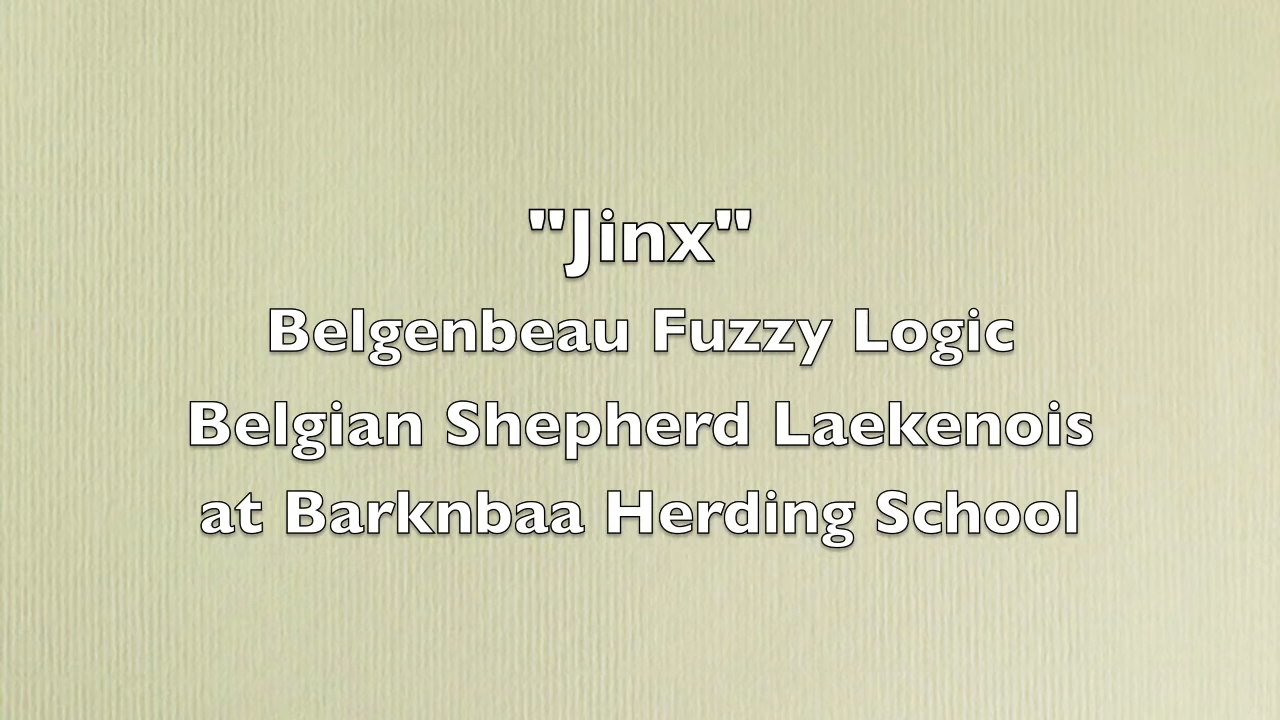 "Jinx"
Belgenbeau Fuzzy Logic
Belgian Shepherd Laekenois
at Barknbaa Herding School